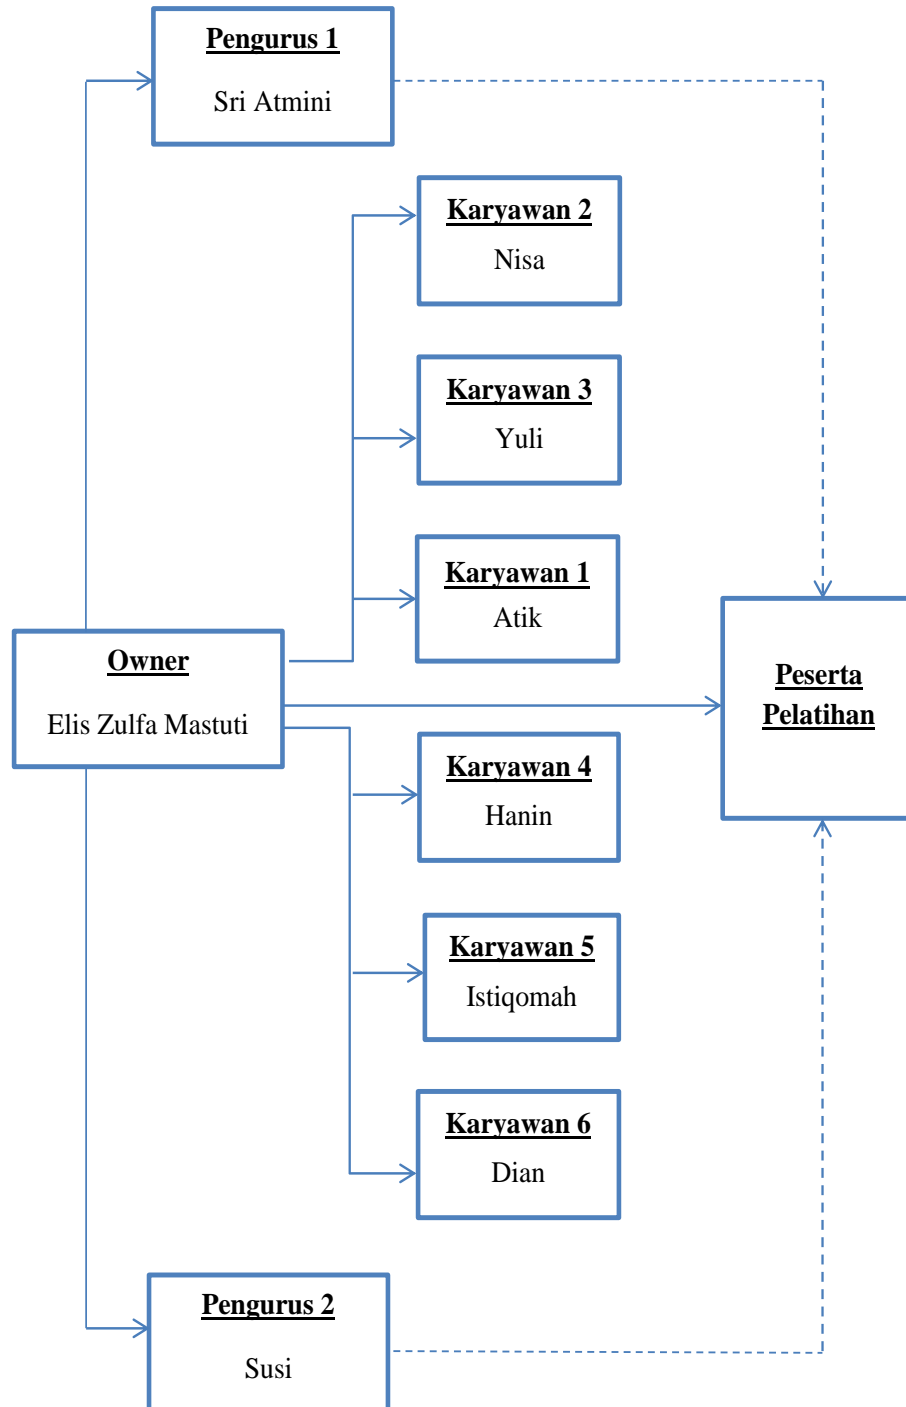 Pengurus 1
Sri Atmini
Karyawan 2
Nisa
Karyawan 3
Yuli
Karyawan 1
Atik
Owner
Elis Zulfa Mastuti
Peserta
Pelatihan
Karyawan 4
Hanin
Karyawan 5
Istiqomah
Karyawan 6
Dian
Pengurus 2
Susi